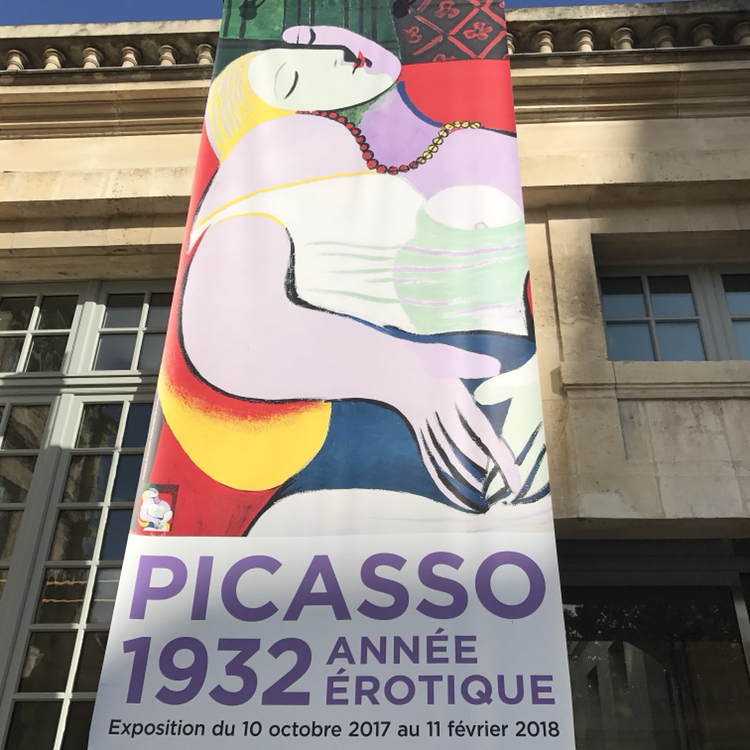 PICASSO
1932 ANNÉE
ÉROTIQUE
Exposition du 10 octobre 2017 au 11 février 2018